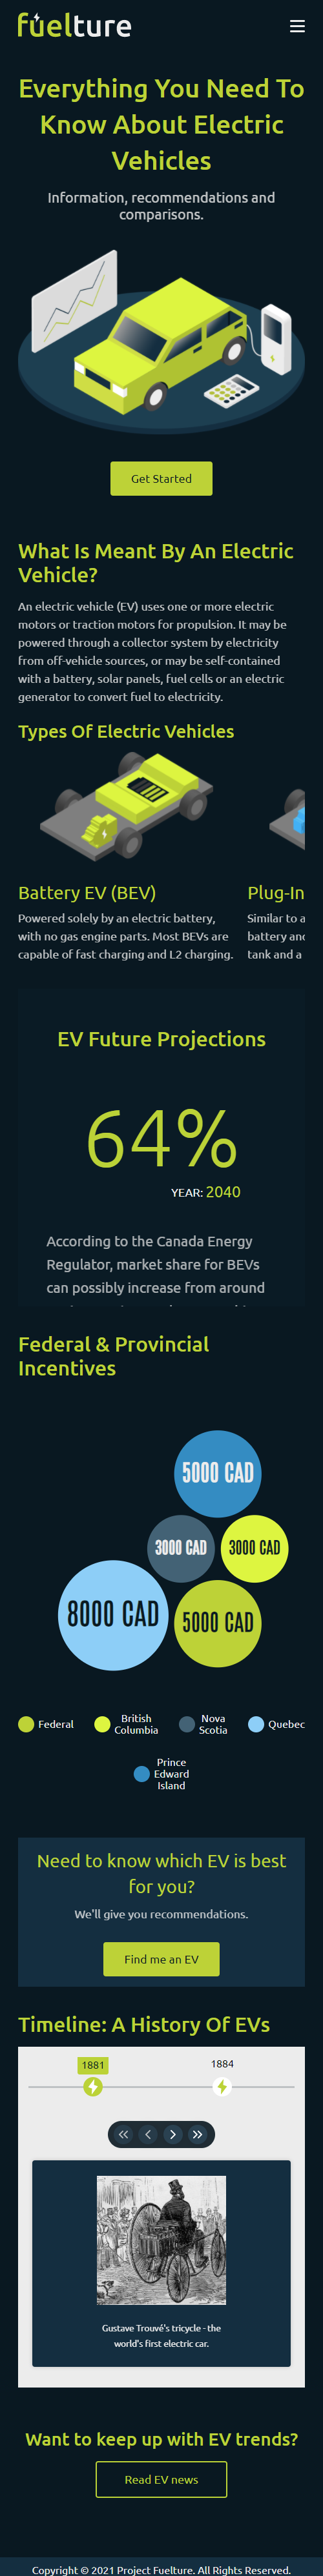 fuelture
Everything You Need To
Know About Electric
Vehicles
Information, recommendations and
comparisons.
Get Started
What Is Meant By An Electric
Vehicle?
An electric vehicle (EV) uses one or more electric
motors or traction motors for propulsion. It may be
powered through a collector system by electricity
from off-vehicle sources, or may be self-contained
with a battery, solar panels, fuel cells or an electric
generator to convert fuel to electricity.
Types Of Electric Vehicles
Battery EV (BEV)
Powered solely by an electric battery,
with no gas engine parts. Most BEVs are
capable of fast charging and L2 charging.
Plug-In
Similar to a
battery and
tank and a
EV Future Projections
64%
YEAR: 2040
According to the Canada Energy
Regulator, market share for BEVs
can possibly increase from around
Federal & Provincial
Incentives
5000 CAD
3000 CAD
3000 CAD
8000 CAD
5000 CAD
Federal
British
Columbia
Nova
Scotia
Quebec
Prince
Edward
Island
Need to know which EV is best
for you?
We'll give you recommendations.
Find me an EV
Timeline: A History Of EVs
1881
1884
Gustave Trouvé's tricycle - the
world's first electric car.
Want to keep up with EV trends?
Read EV news
Copyright © 2021 Project Fuelture. All Rights Reserved.